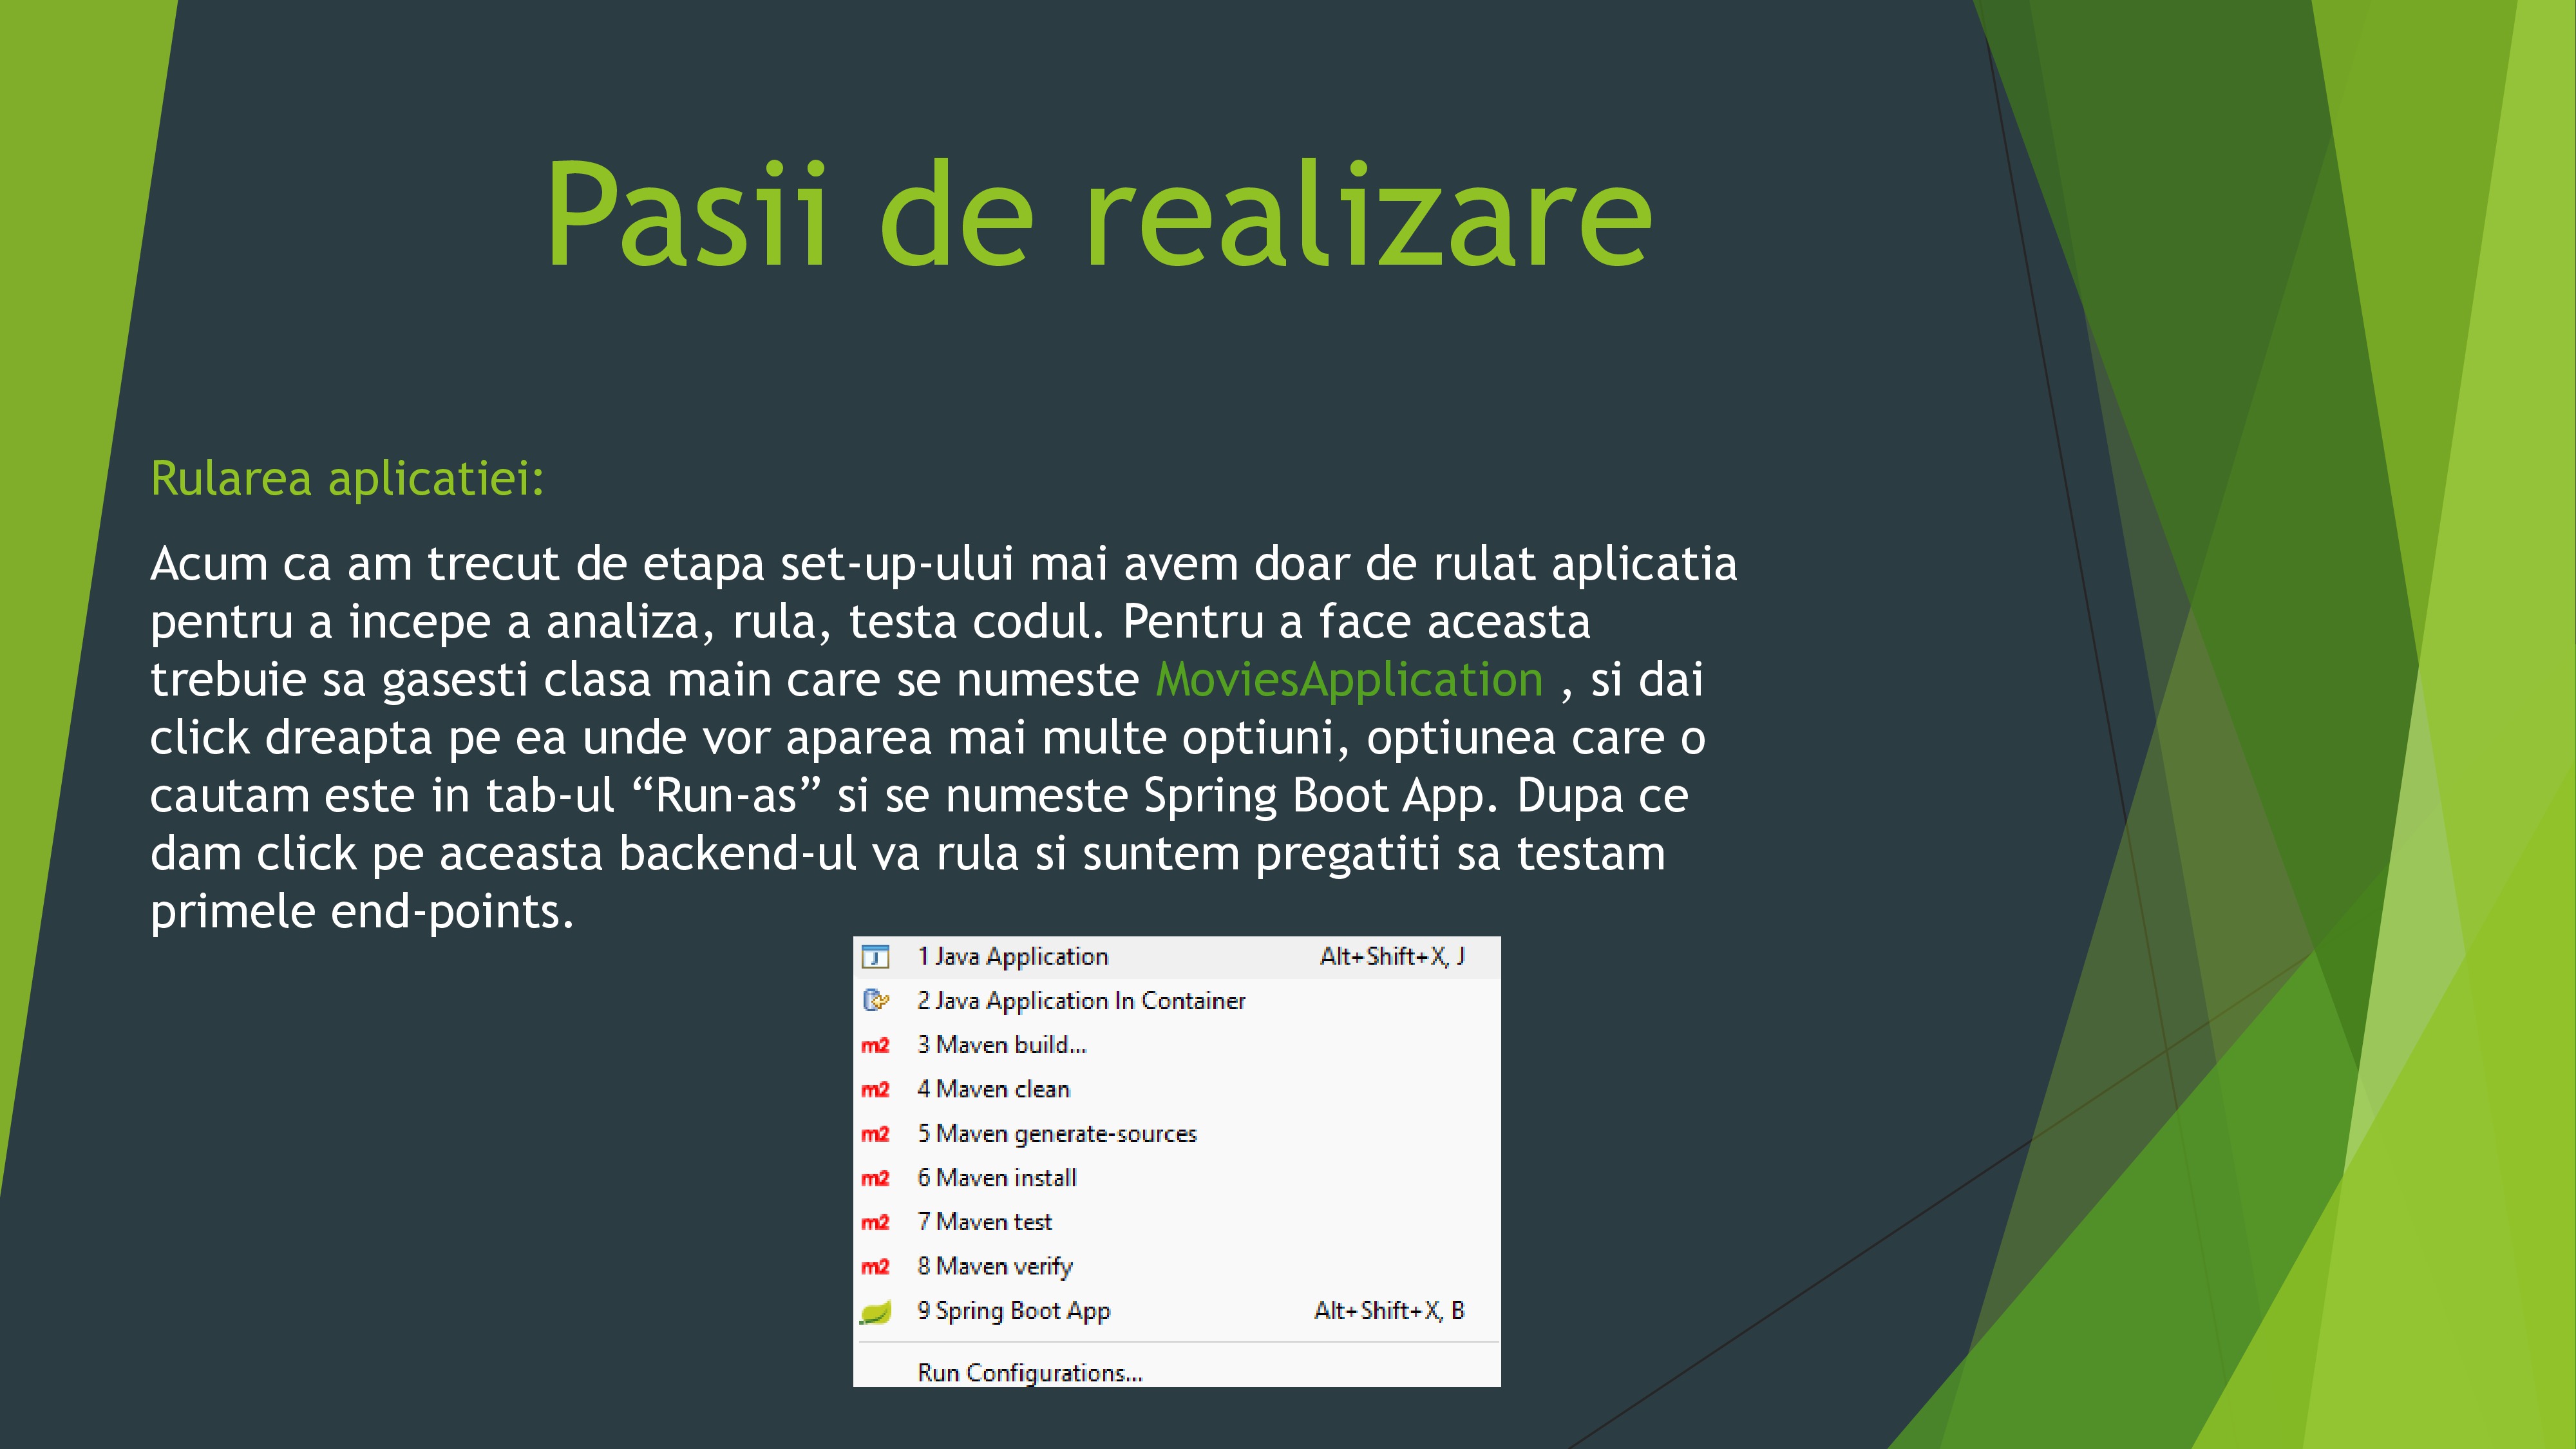 Pasii de realizare
Rularea aplicatiei:
Acum ca am trecut de etapa set-up-ului mai avem doar de rulat aplicatia
pentru a incepe a analiza, rula, testa codul. Pentru a face aceasta
trebuie sa gasesti clasa main care se numeste MoviesApplication , si dai
click dreapta pe ea unde vor aparea mai multe optiuni, optiunea care o
cautam este in tab-ul “Run-as” si se numeste Spring Boot App. Dupa ce
dam click pe aceasta backend-ul va rula si suntem pregatiti sa testam
primele end-points.
J 1 Java Application Alt+Shift+X, J
2 Java Application In Container
m2 3 Maven build...
m2 4 Maven clean
m2 5 Maven generate-sources
m2 6 Maven install
m2 7 Maven test
m2 8 Maven verify
9 Spring Boot App Alt+Shift+X, B
Run Configurations...